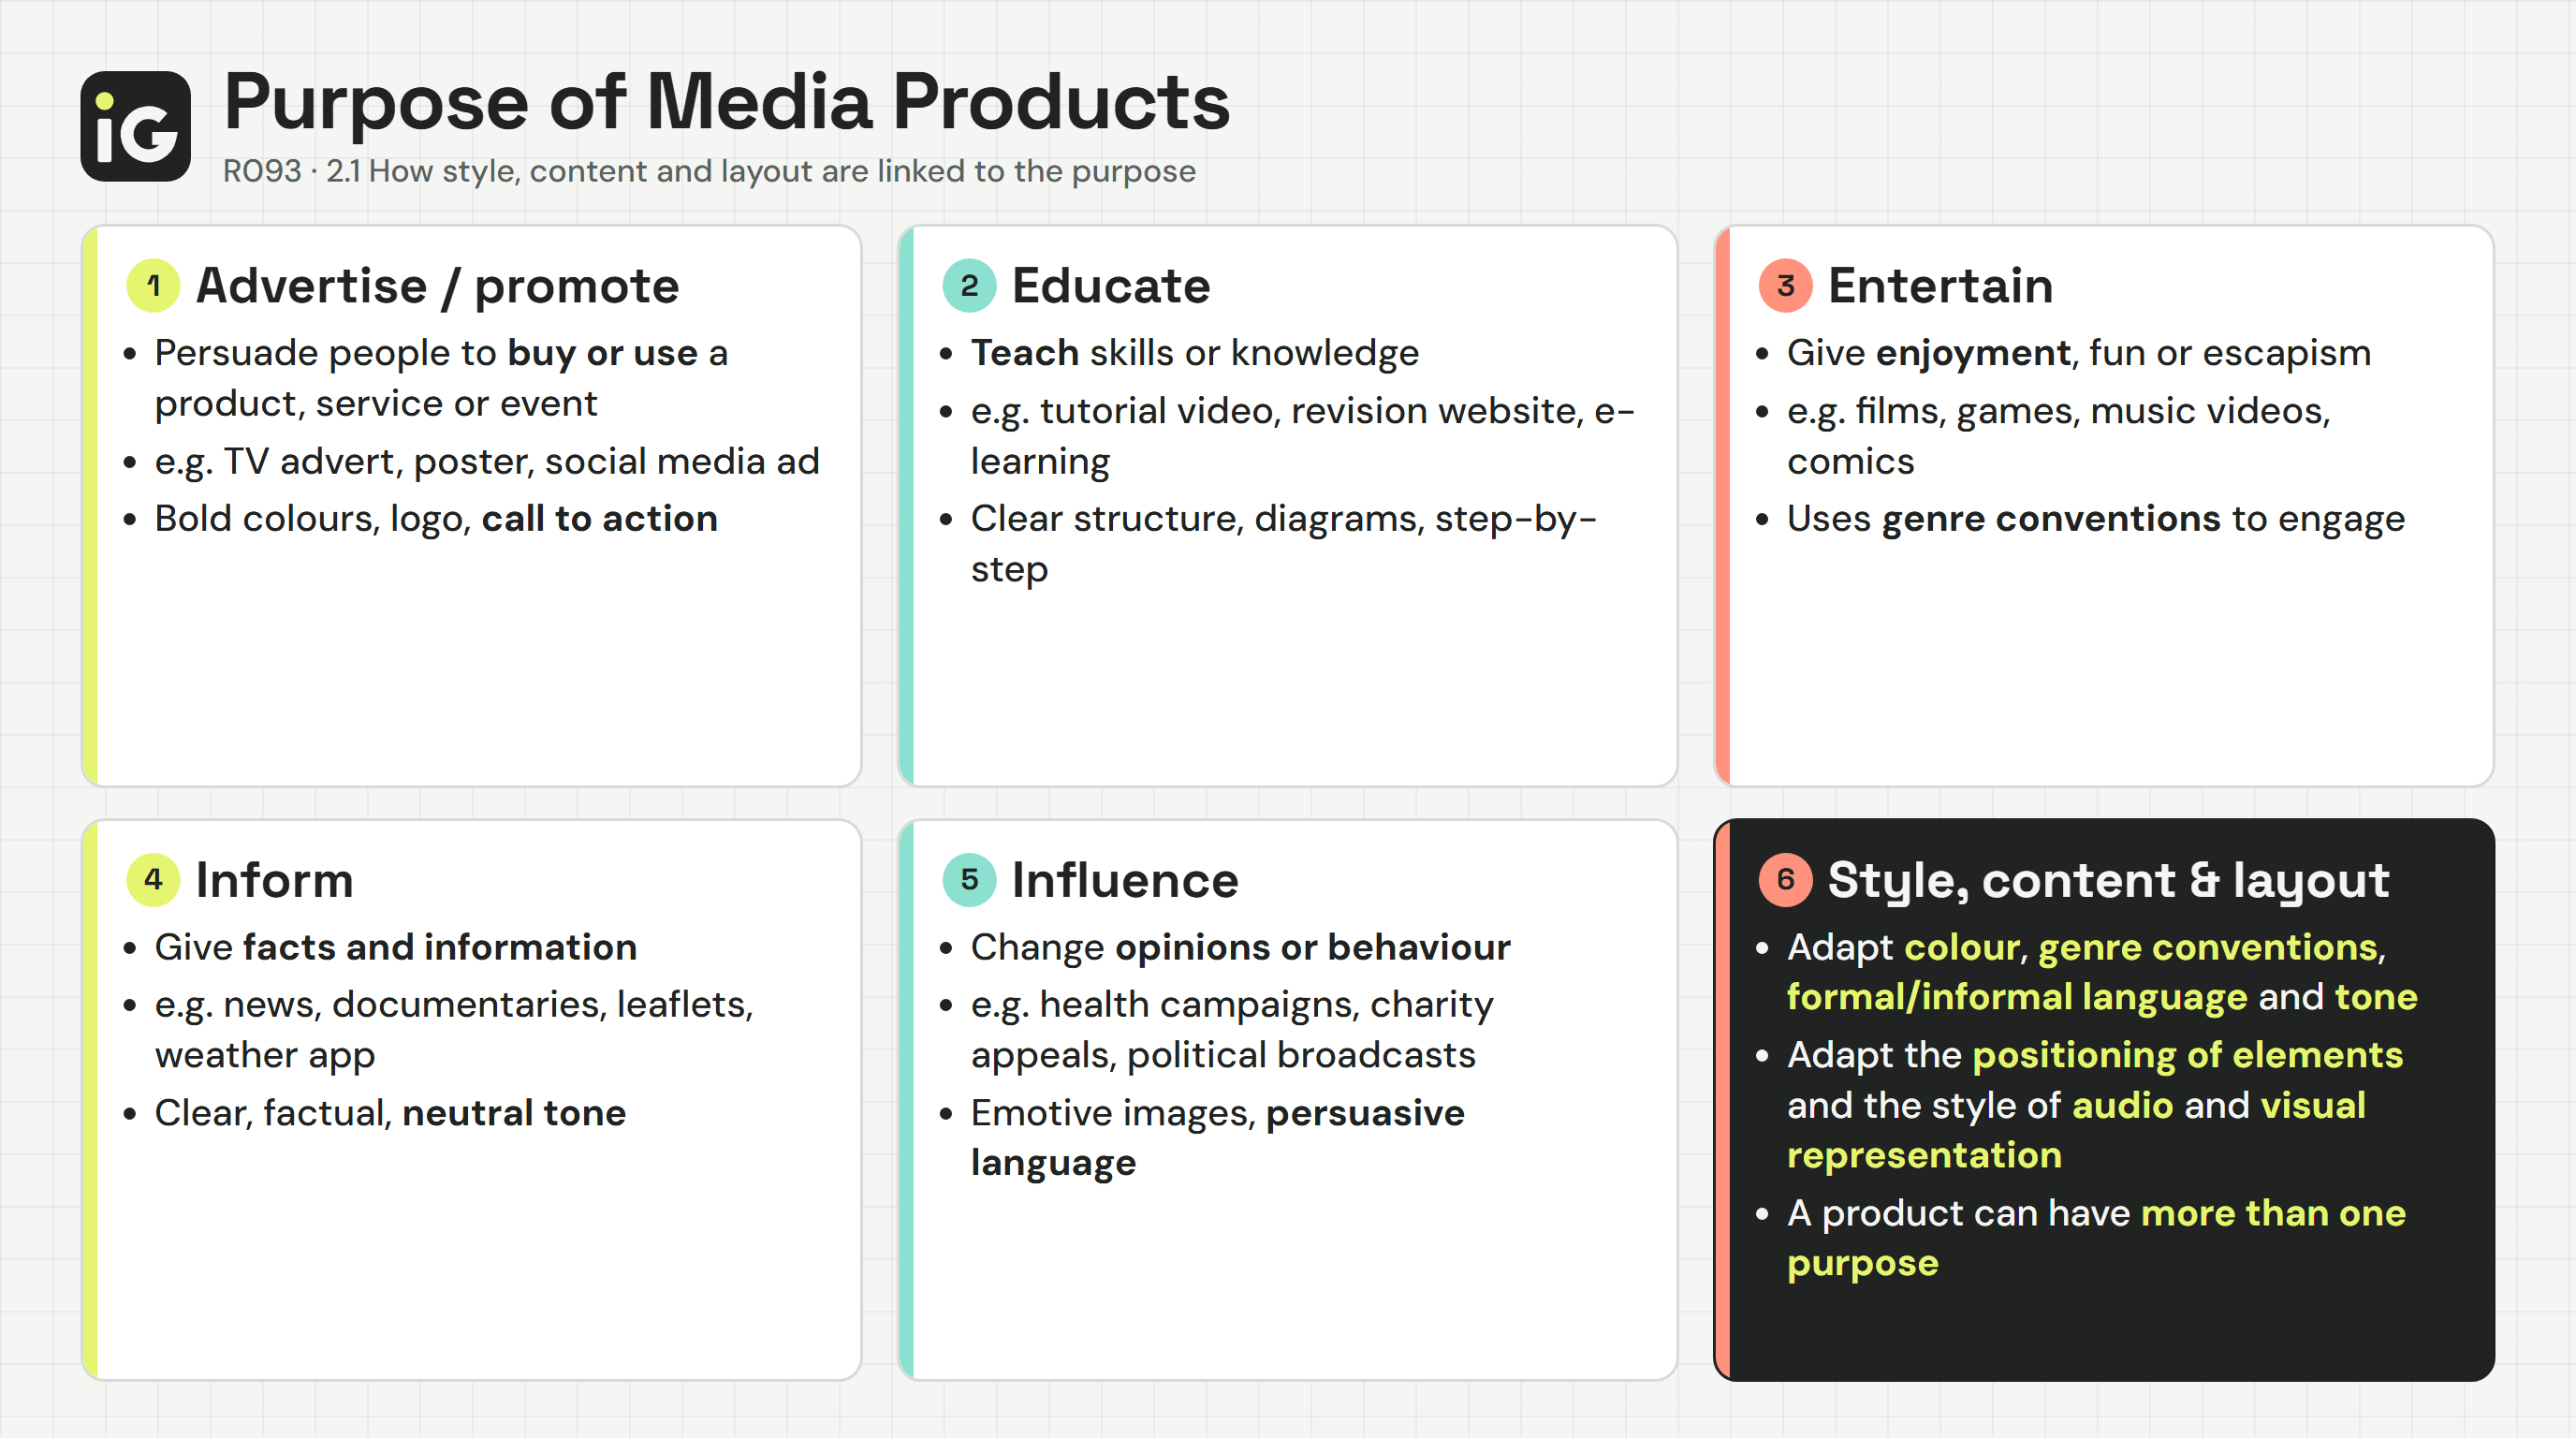 iG
Purpose of Media Products
R093 · 2.1 How style, content and layout are linked to the purpose
1 Advertise / promote
• Persuade people to buy or use a
product, service or event
• e.g. TV advert, poster, social media ad
• Bold colours, logo, call to action
2 Educate
• Teach skills or knowledge
• e.g. tutorial video, revision website, e-
learning
• Clear structure, diagrams, step-by-
step
3 Entertain
• Give enjoyment, fun or escapism
• e.g. films, games, music videos,
comics
• Uses genre conventions to engage
4 Inform
• Give facts and information
• e.g. news, documentaries, leaflets,
weather app
• Clear, factual, neutral tone
5 Influence
• Change opinions or behaviour
• e.g. health campaigns, charity
appeals, political broadcasts
• Emotive images, persuasive
language
6 Style, content & layout
• Adapt colour, genre conventions,
formal/informal language and tone
• Adapt the positioning of elements
and the style of audio and visual
representation
• A product can have more than one
purpose